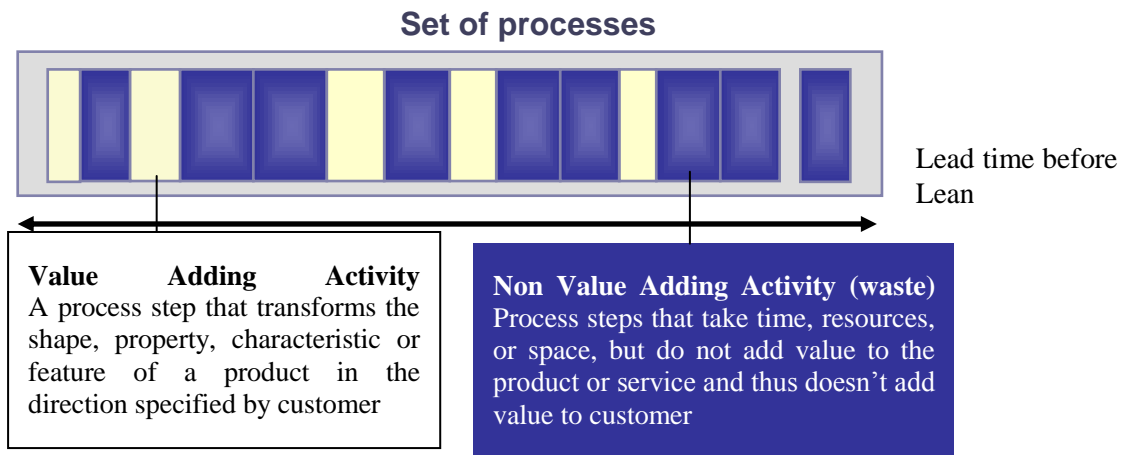 Set of processes
Lead time before
Lean
Value Adding Activity
A process step that transforms the
shape, property, characteristic or
feature of a product in the
direction specified by customer
Non Value Adding Activity (waste)
Process steps that take time, resources,
or space, but do not add value to the
product or service and thus doesn’t add
value to customer